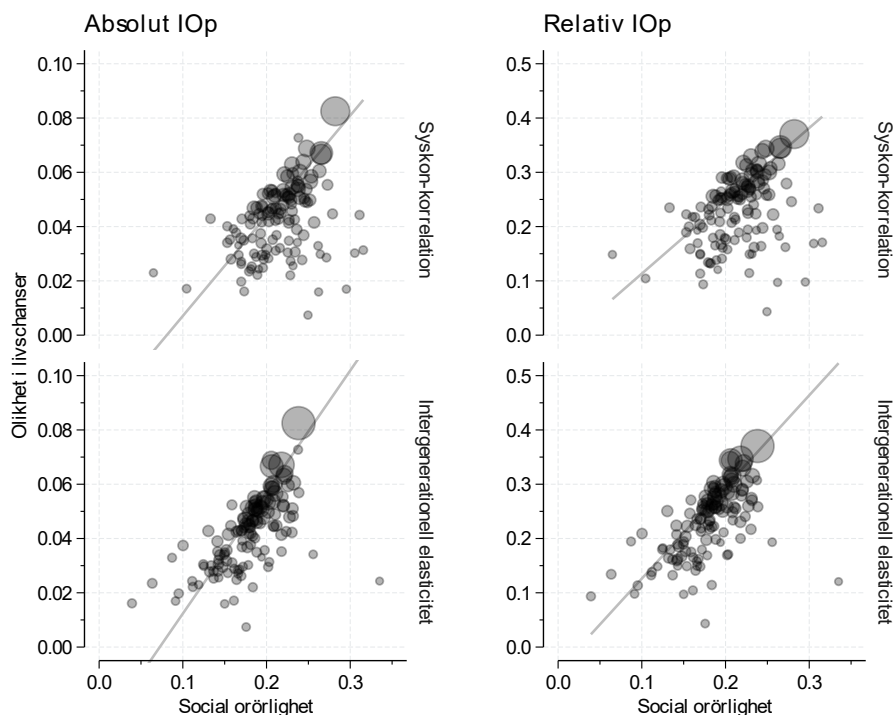 Absolut IOp
Relativ IOp
Olikhet i livschanser
0.10
0.08
0.06
0.04
0.02
0.00
Syskon-korrelation
0.5
0.4
0.3
0.2
0.1
0.0
Syskon-korrelation
0.10
0.08
0.06
0.04
0.02
0.00
Intergenerationell elasticitet
0.5
0.4
0.3
0.2
0.1
0.0
Intergenerationell elasticitet
0.0 0.1 0.2 0.3
Social orörlighet
0.0 0.1 0.2 0.3
Social orörlighet